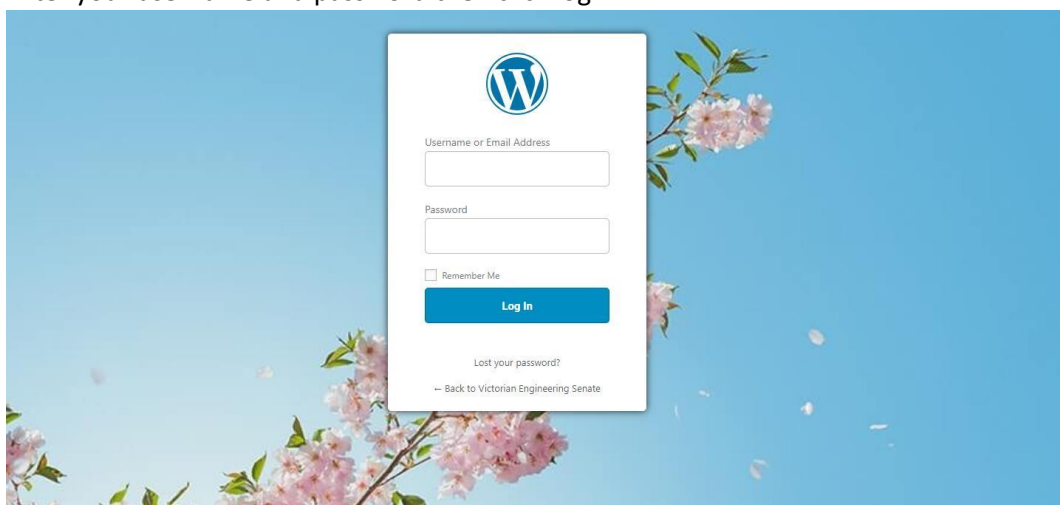 Username or Email Address
Password
Remember Me
Log In
Lost your password?
← Back to Victorian Engineering Senate